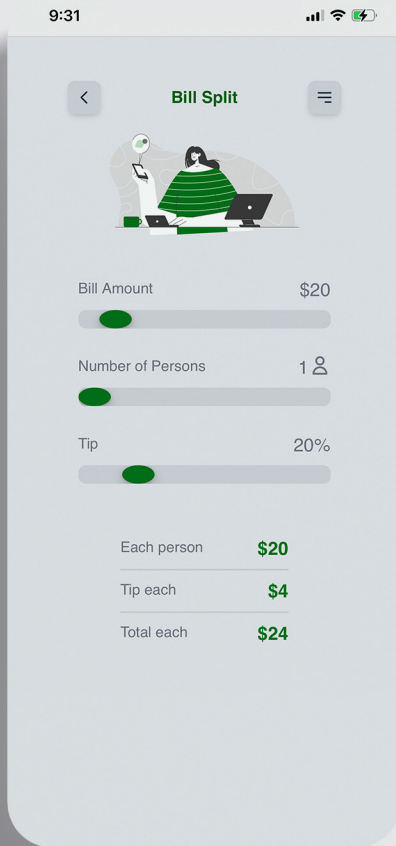 9:31
Bill Split
Bill Amount $20
Number of Persons 1
Tip 20%
Each person $20
Tip each $4
Total each $24